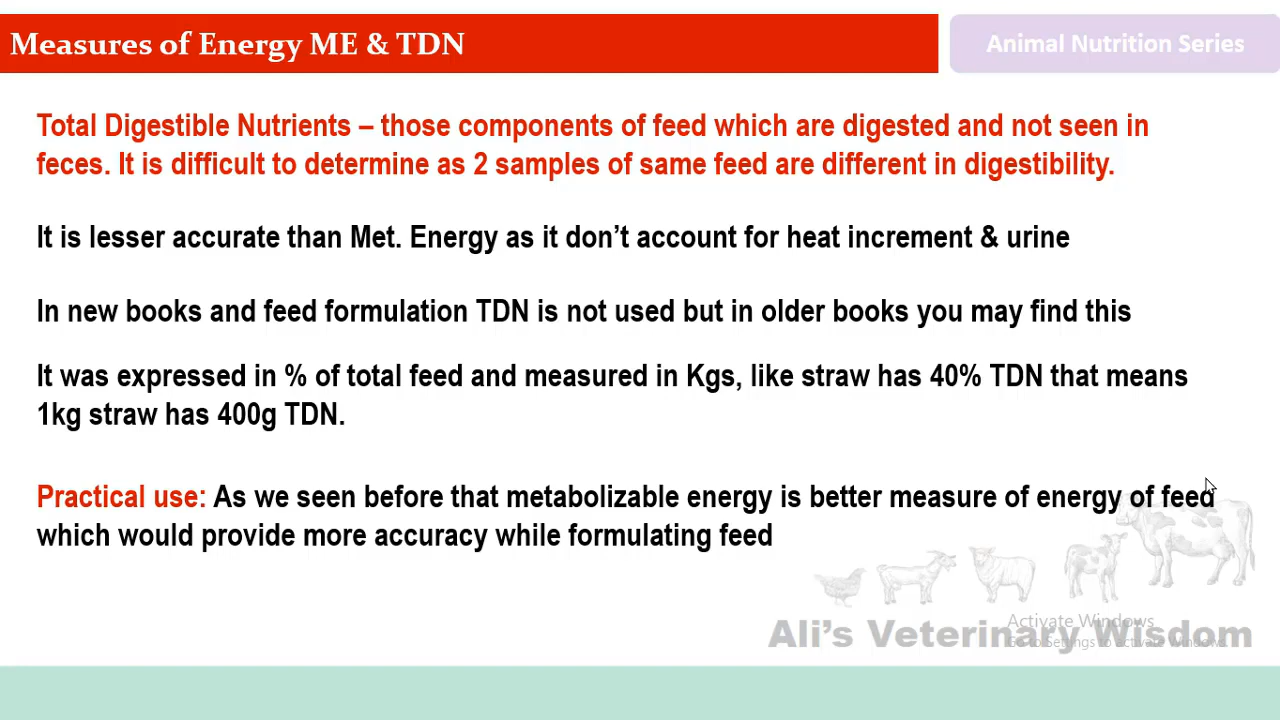 Measures of Energy ME & TDN
Animal Nutrition Series
Total Digestible Nutrients – those components of feed which are digested and not seen in
feces. It is difficult to determine as 2 samples of same feed are different in digestibility.
It is lesser accurate than Met. Energy as it don’t account for heat increment & urine
In new books and feed formulation TDN is not used but in older books you may find this
It was expressed in % of total feed and measured in Kgs, like straw has 40% TDN that means
1kg straw has 400g TDN.
Practical use: As we seen before that metabolizable energy is better measure of energy of feed
which would provide more accuracy while formulating feed
Activate Windows
Ali’s Veterinary Wisdom
Go to Settings to activate Windows.